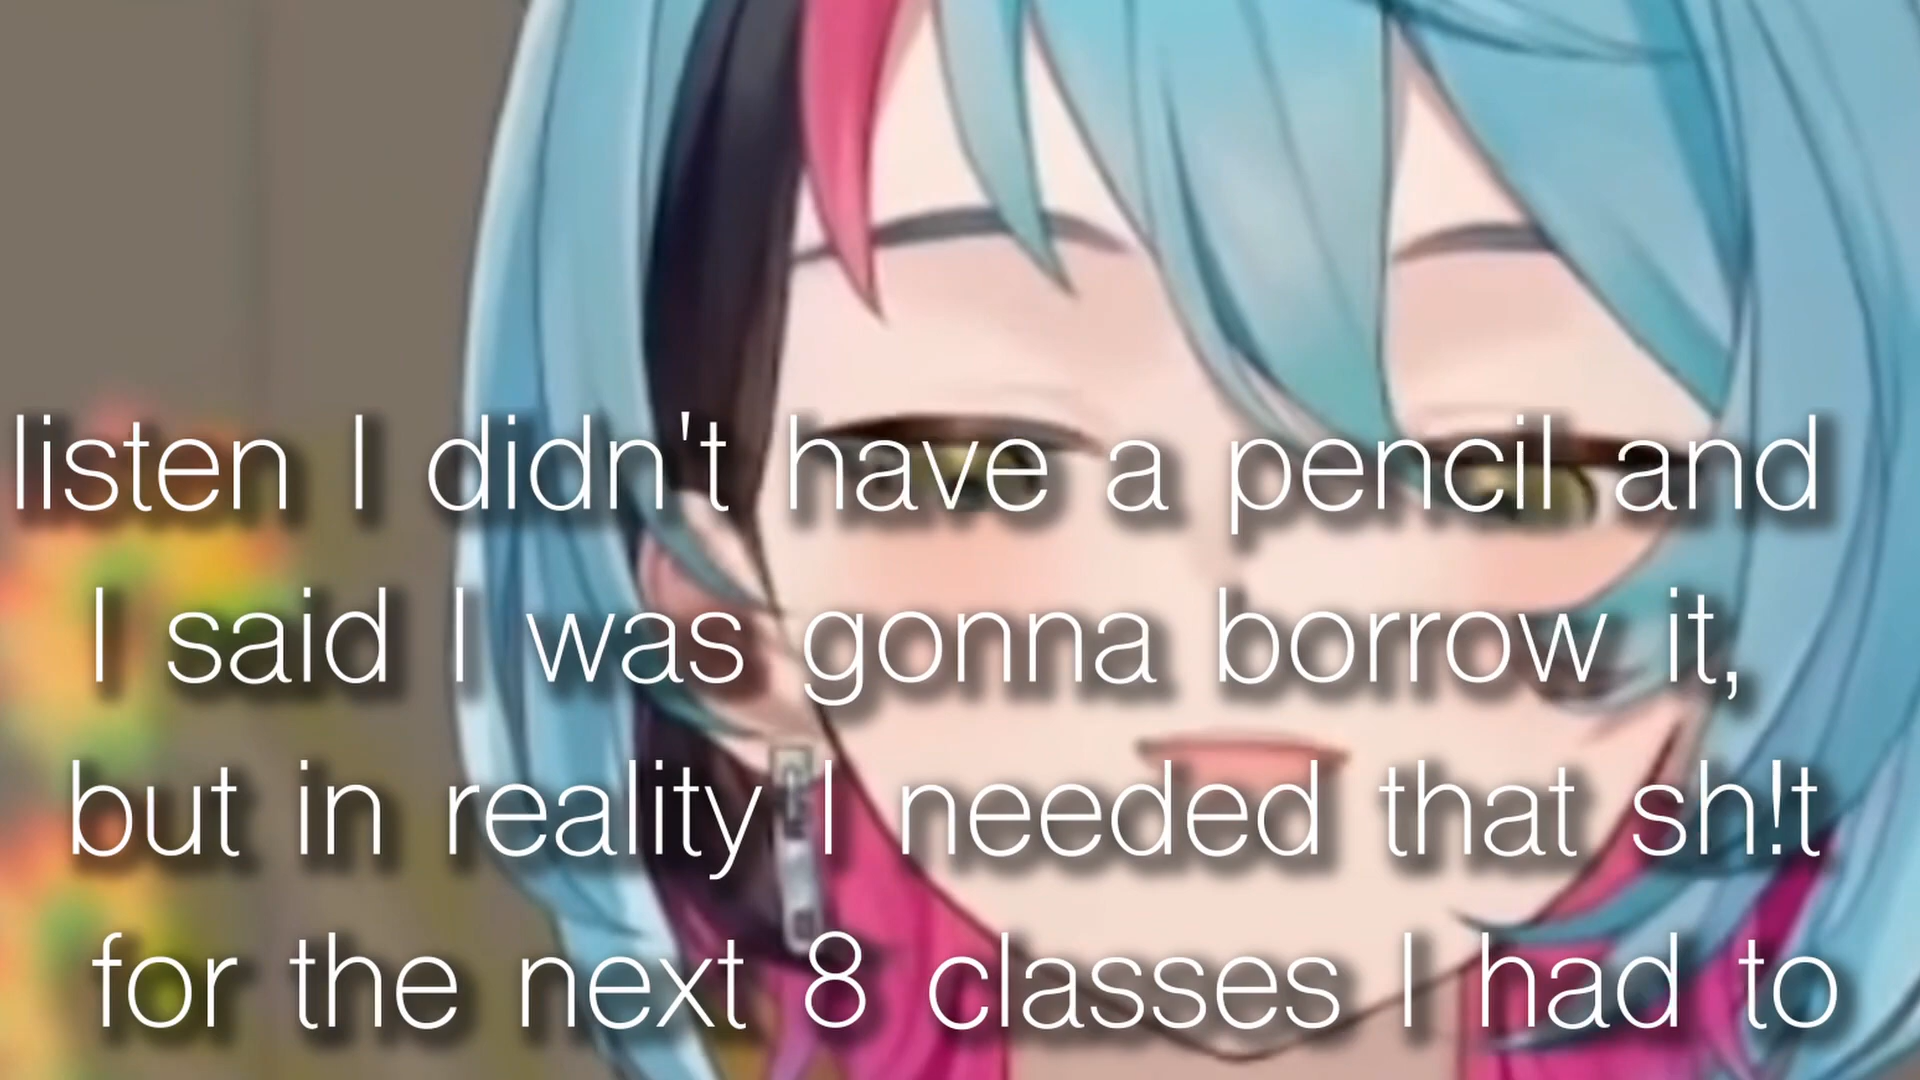 listen I didn't have a pencil and
I said I was gonna borrow it,
but in reality I needed that sh!t
for the next 8 classes I had to